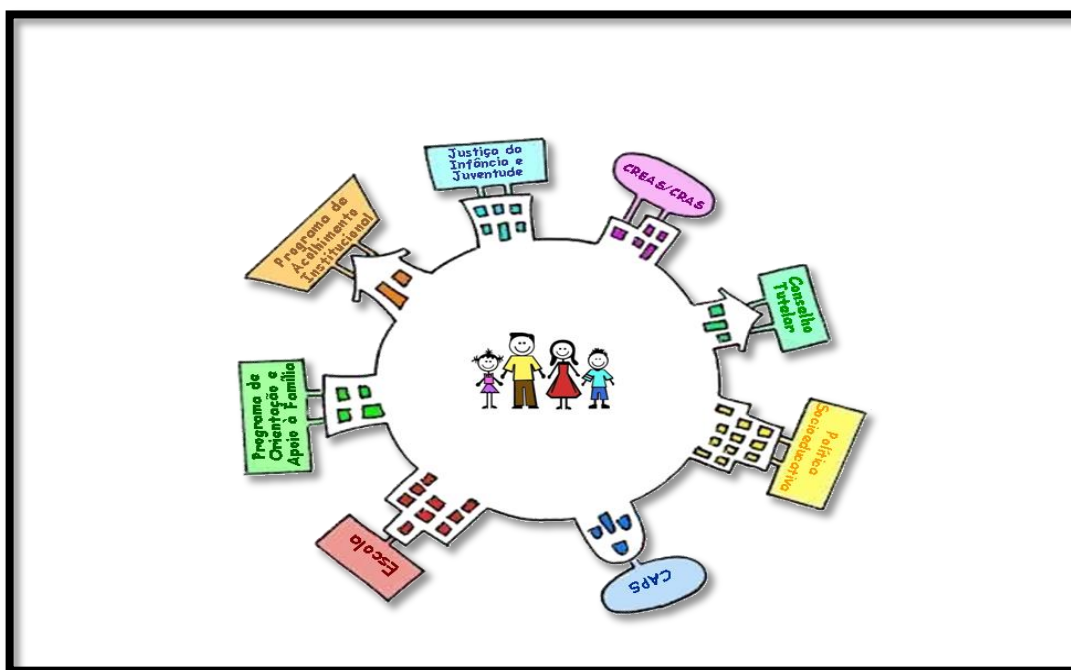 Justiça da
Infância e
Juventude
CREAS/CRAS
Conselho
Tutelar
Política
Socioeducativa
CAPS
Escola
Programa de
Orientação e
Apoio à Família
Programa de
Acolhimento
Institucional